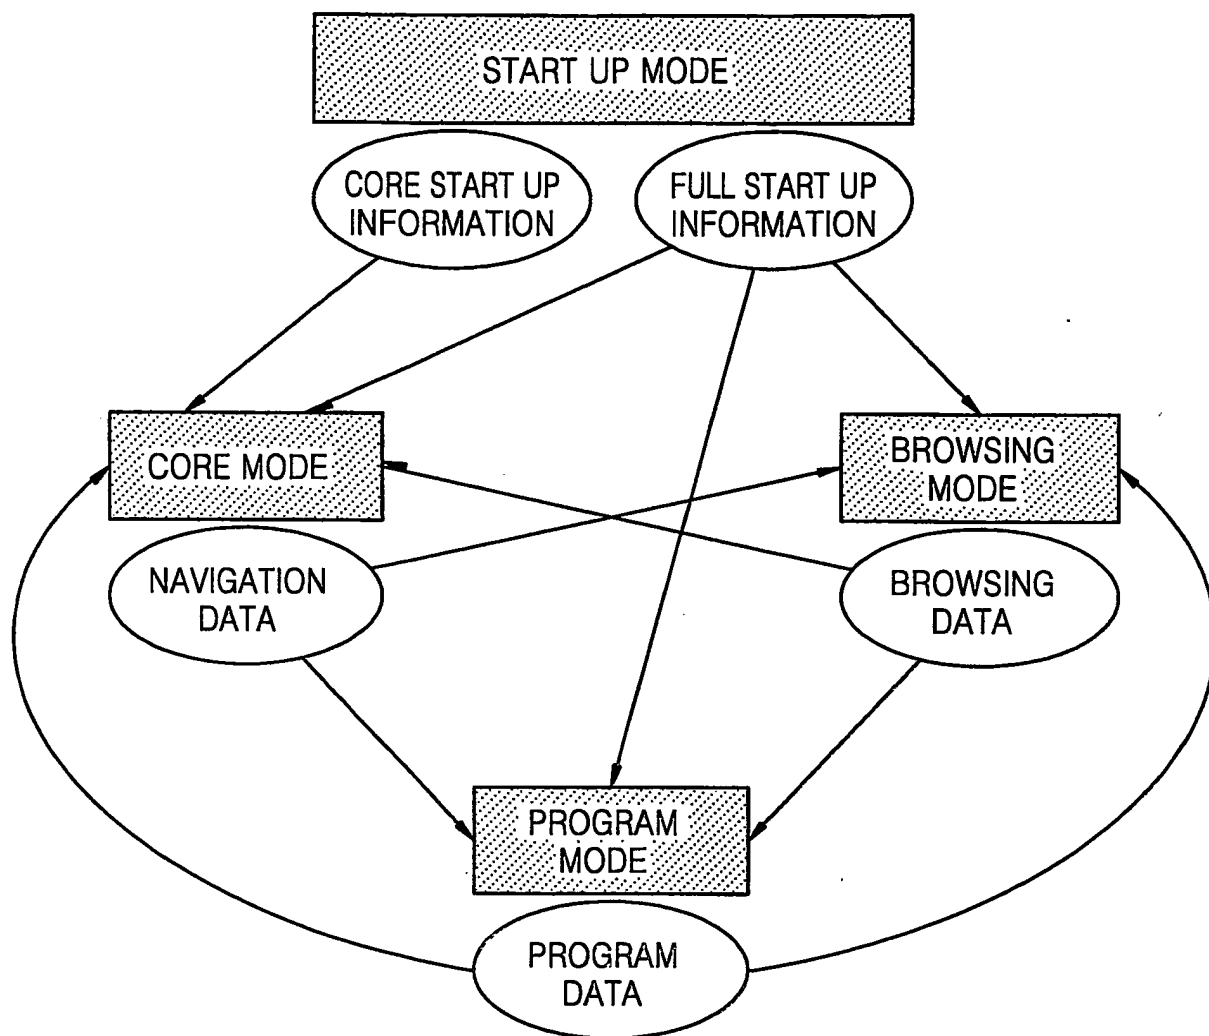 START UP MODE
CORE START UP
INFORMATION
FULL START UP
INFORMATION
CORE MODE
BROWSING
MODE
NAVIGATION
DATA
BROWSING
DATA
PROGRAM
MODE
PROGRAM
DATA